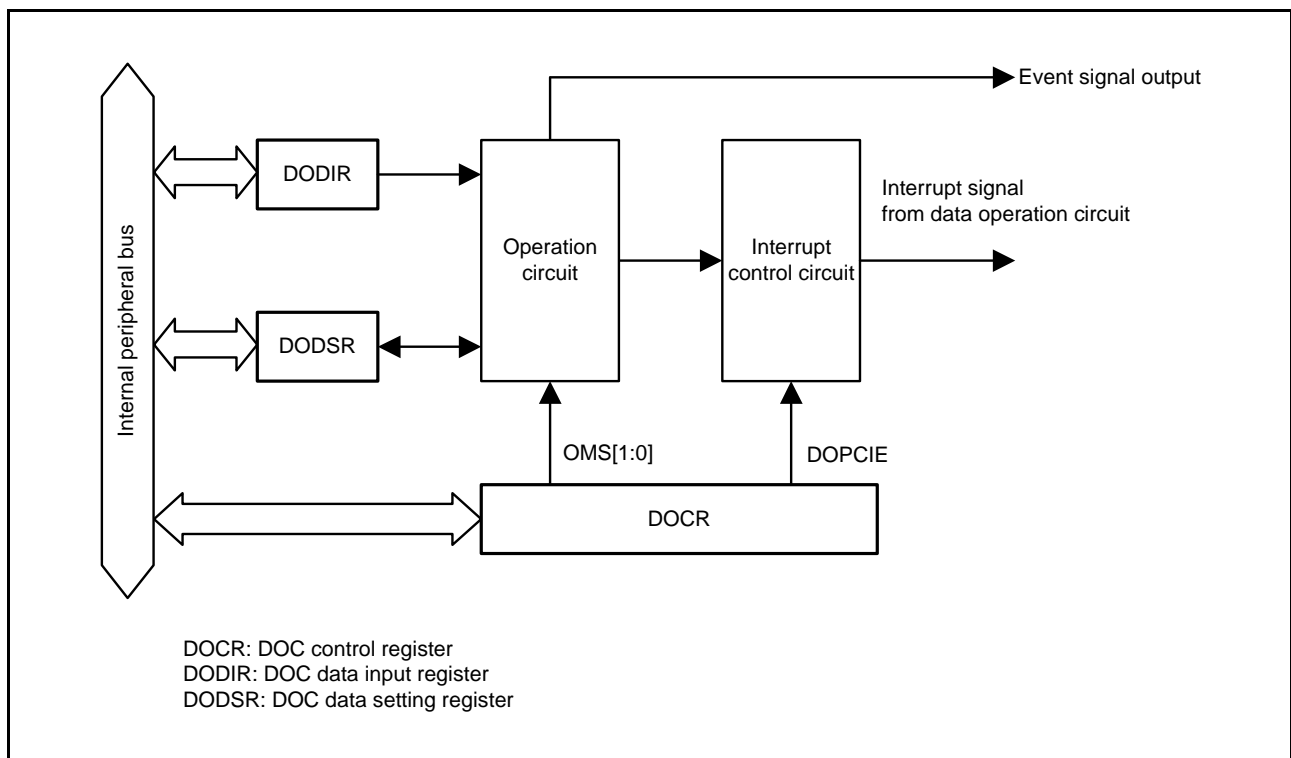 Event signal output
DODIR
Interrupt signal
from data operation circuit
Operation
circuit
Interrupt
control circuit
Internal peripheral bus
DODSR
OMS[1:0]
DOPCIE
DOCR
DOCR: DOC control register
DODIR: DOC data input register
DODSR: DOC data setting register